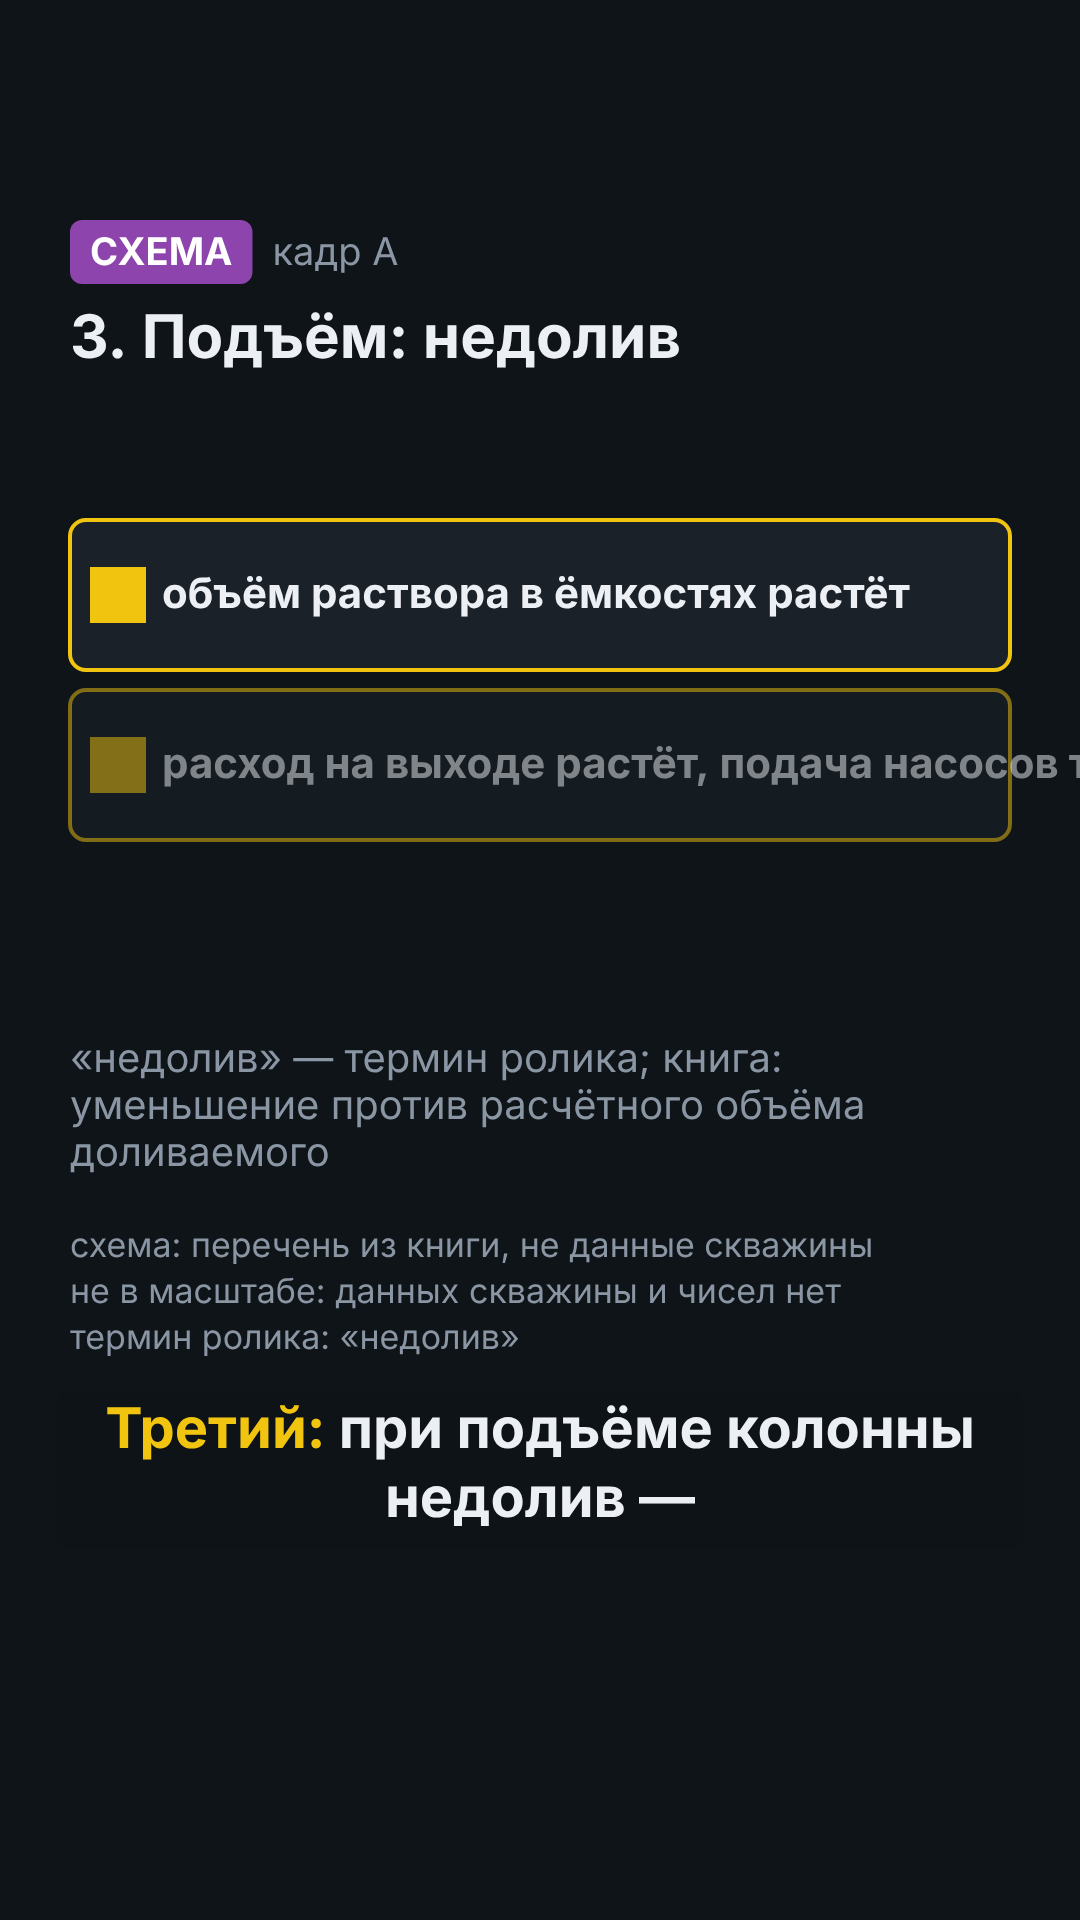 СХЕМА кадр А
3. Подъём: недолив
объём раствора в ёмкостях растёт
расход на выходе растёт, подача насосов
«недолив» — термин ролика; книга:
уменьшение против расчётного объёма
доливаемого
схема: перечень из книги, не данные скважины
не в масштабе: данных скважины и чисел нет
термин ролика: «недолив»
Третий: при подъёме колонны
недолив —